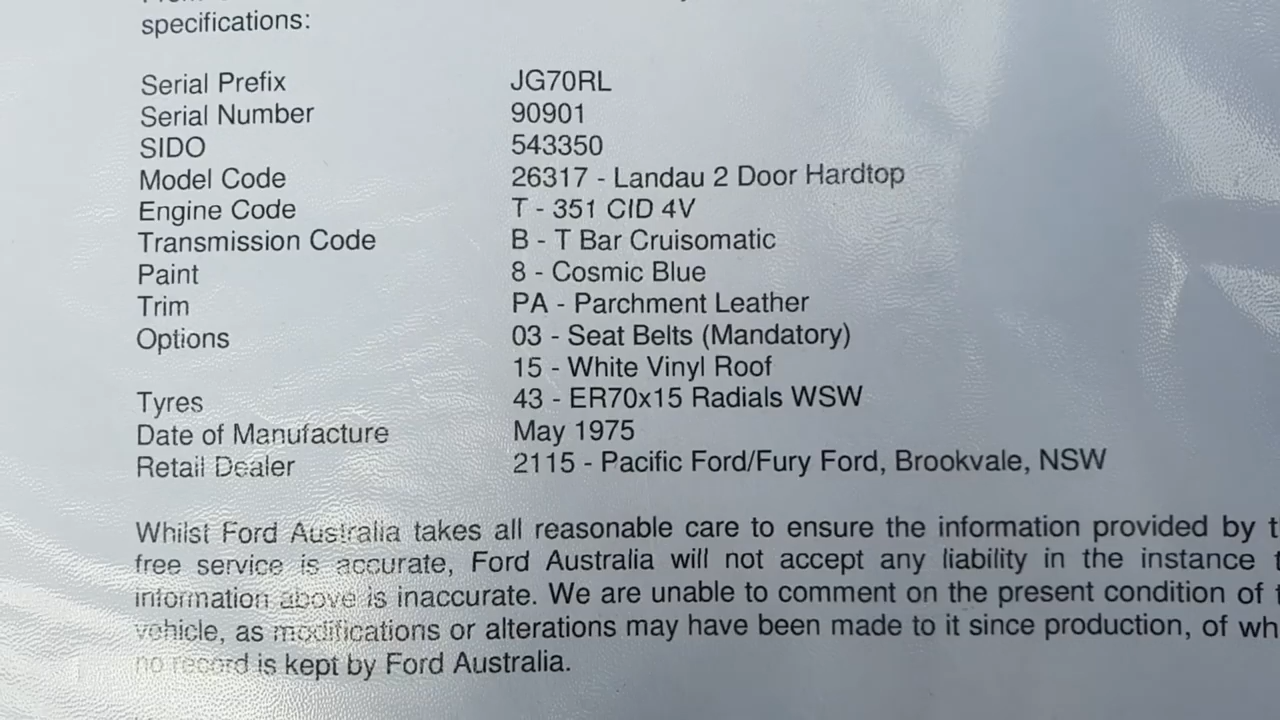 specifications:
Serial Prefix JG70RL
Serial Number 90901
SIDO 543350
Model Code 26317 - Landau 2 Door Hardtop
Engine Code T - 351 CID 4V
Transmission Code B - T Bar Cruisomatic
Paint 8 - Cosmic Blue
Trim PA - Parchment Leather
Options 03 - Seat Belts (Mandatory)
15 - White Vinyl Roof
Tyres 43 - ER70x15 Radials WSW
Date of Manufacture May 1975
Retail Dealer 2115 - Pacific Ford/Fury Ford, Brookvale, NSW
Whilst Ford Australia takes all reasonable care to ensure the information provided by
free service is accurate, Ford Australia will not accept any liability in the instance
information above is inaccurate. We are unable to comment on the present condition of
vehicle, as modifications or alterations may have been made to it since production, of
no record is kept by Ford Australia.